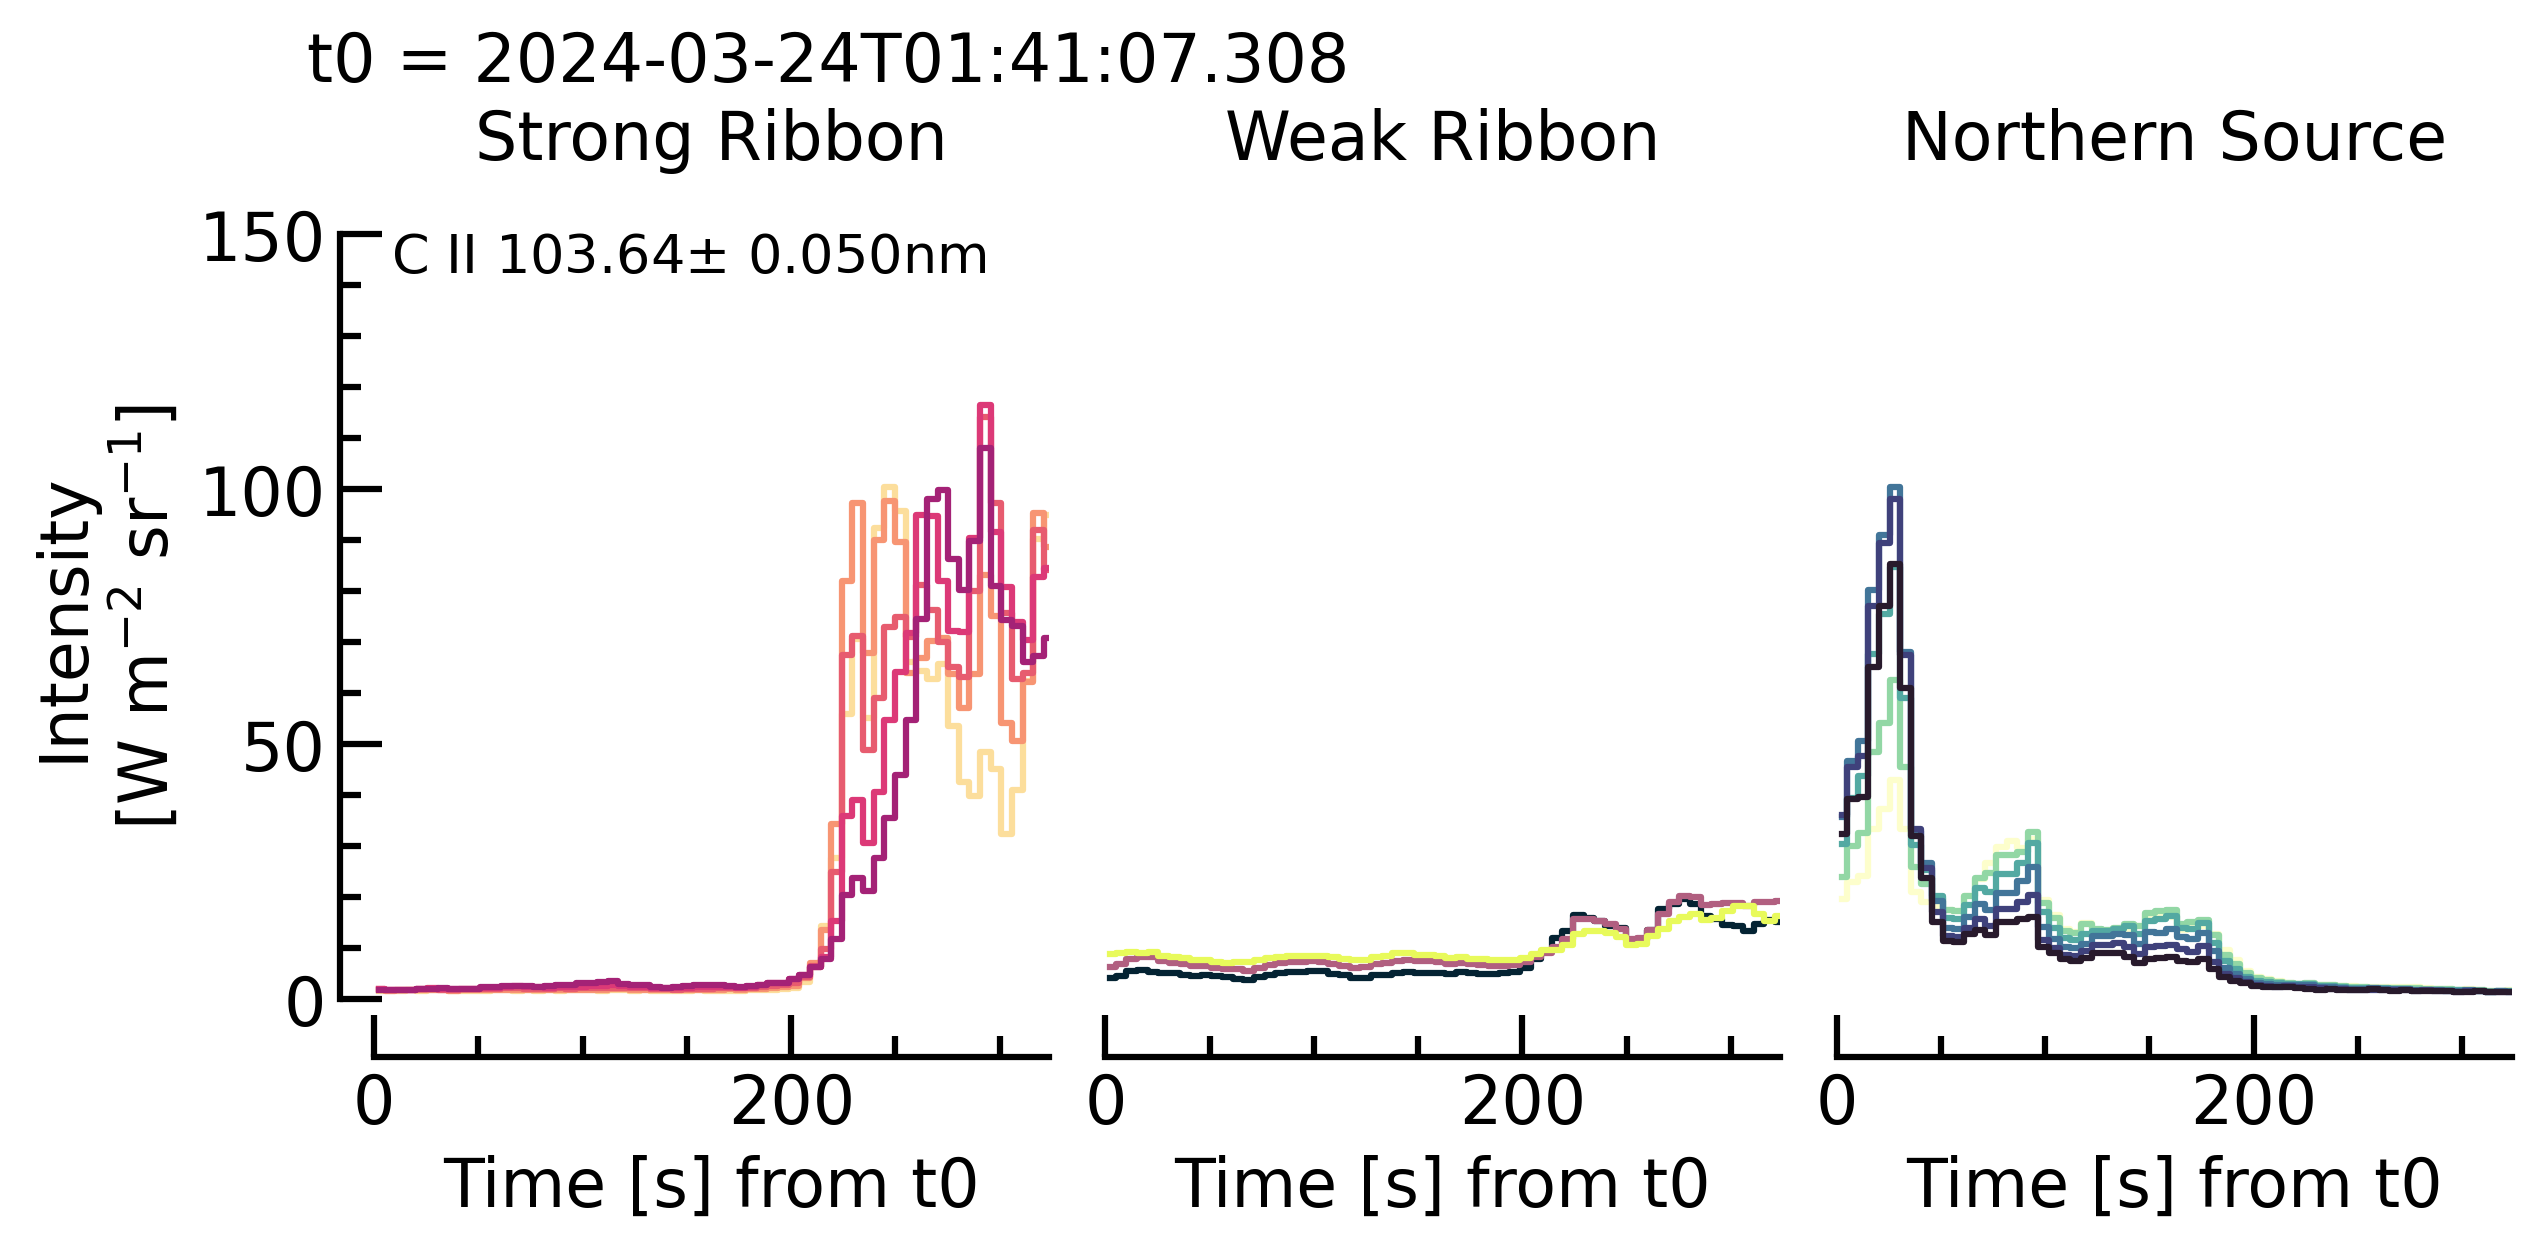 t0 = 2024-03-24T01:41:07.308
Strong Ribbon
Weak Ribbon
Northern Source
C II 103.64± 0.050nm
Intensity
[W m⁻² sr⁻¹]
150
100
50
0
0 200
0 200
0 200
Time [s] from t0
Time [s] from t0
Time [s] from t0